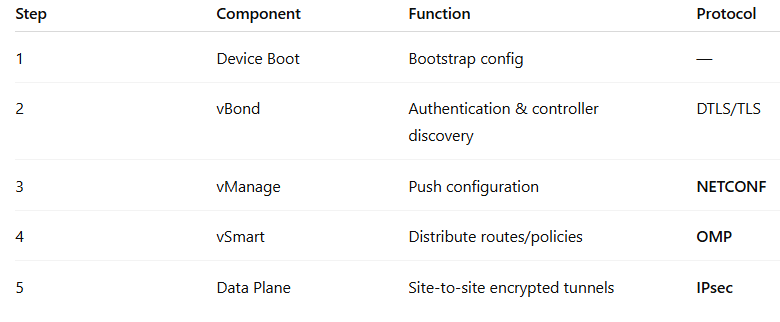 Step Component Function Protocol
1 Device Boot Bootstrap config —
2 vBond Authentication & controller DTLS/TLS
discovery
3 vManage Push configuration NETCONF
4 vSmart Distribute routes/policies OMP
5 Data Plane Site-to-site encrypted tunnels IPsec